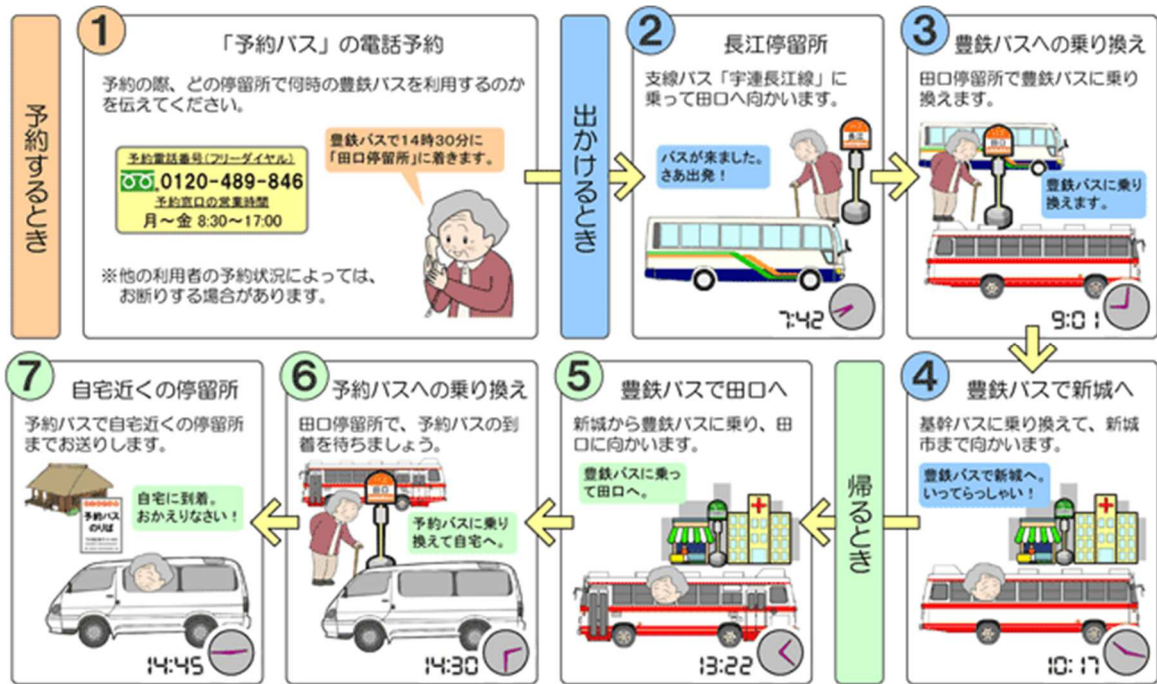 予約するとき
1
「予約バス」の電話予約
予約の際、どの停留所で何時の豊鉄バスを利用するのか
を伝えてください。
予約電話番号(フリーダイヤル)
0120-489-846
予約窓口の営業時間
月～金 8:30～17:00
豊鉄バスで14時30分に
「田口停留所」に着きます。
※他の利用者の予約状況によっては、
お断りする場合があります。
出かけるとき
2
長江停留所
支線バス「宇連長江線」に
乗って田口へ向かいます。
バスが来ました。
さあ出発！
長江
7:42
3
豊鉄バスへの乗り換え
田口停留所で豊鉄バスに乗り
換えます。
田口
豊鉄バスに乗り
換えます。
9:01
4
豊鉄バスで新城へ
基幹バスに乗り換えて、新城
市まで向かいます。
豊鉄バスで新城へ。
いってらっしゃい！
10:17
帰るとき
5
豊鉄バスで田口へ
新城から豊鉄バスに乗り、田
口に向かいます。
豊鉄バスに乗っ
て田口へ。
13:22
6
予約バスへの乗り換え
田口停留所で、予約バスの到
着を待ちましょう。
田口
予約バスに乗り
換えて自宅へ。
14:30
7
自宅近くの停留所
予約バスで自宅近くの停留所
までお送りします。
自宅に到着。
おかえりなさい！
予約バス
のりば
14:45